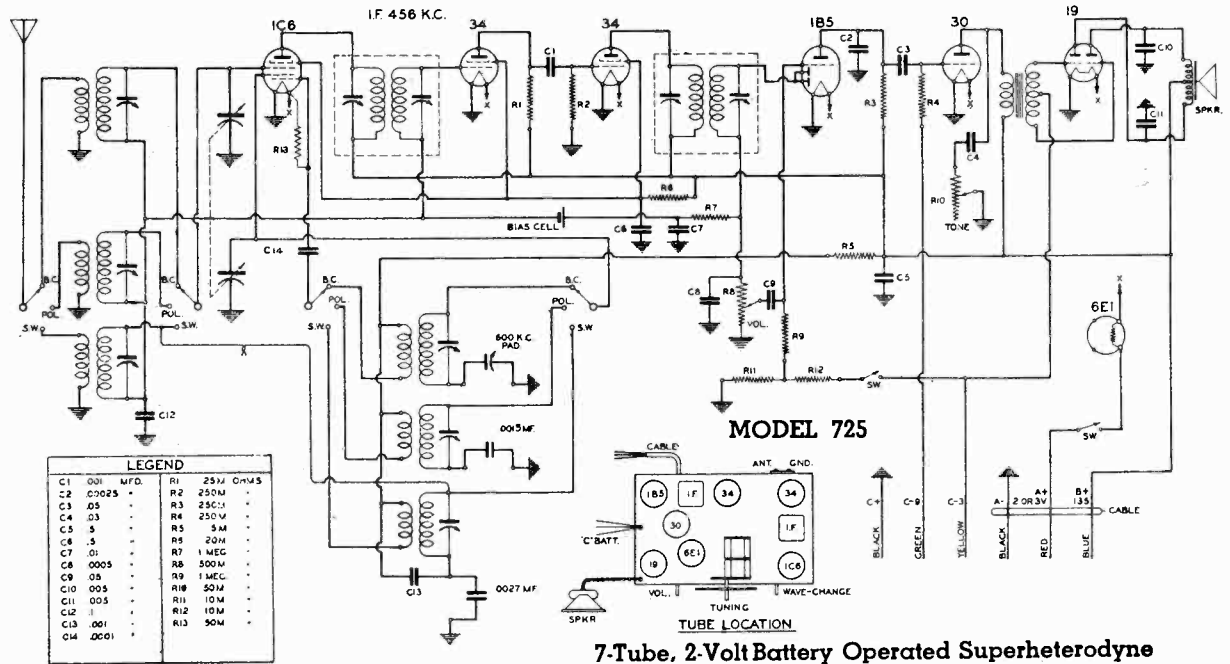 I.F. 456 K.C.
1C6
34
34
1B5
30
19
C1
C2
C3
C10
C11
SPKR.
R1
R2
R3
R4
R13
C4
R10
TONE
R6
R7
BIAS CELL
C6
C7
C14
R5
C5
B.C.
POL.
S.W.
B.C.
POL.
S.W.
B.C.
POL.
S.W.
B.C.
POL.
S.W.
C8
R8
VOL.
C9
R9
R11
R12
SW
6E1
X
X
X
X
X
X
X
X
600 K.C.
PAD.
.0015 MF.
C12
C13
.0027 MF.
SW.
MODEL 725
LEGEND
C1 .001 MFD. R1 25M OHMS
C2 .00025 " R2 250M "
C3 .05 " R3 250M "
C4 .03 " R4 250M "
C5 .5 " R5 5M "
C6 .5 " 20M "
C7 .01 " R7 1 MEG "
C8 .0005 R8 500M "
C9 .05 " R9 1 MEG. "
C10 .005 " R10 50M "
C11 .005 " R11 10M "
C12 .1 " R12 10M "
C13 .001 " R13 50M "
C14 .0001 "
CABLE
ANT. GND.
1B5
I.F.
34
34
30
I.F.
"C" BATT.
6E1
19
1C6
VOL.
TUNING
WAVE-CHANGE
SPKR
TUBE LOCATION
C+
C-9
C-3
A-
A+
2.0R3V
B+
135
CABLE
BLACK
GREEN
YELLOW
BLACK
RED
BLUE
7-Tube, 2-Volt Battery Operated Superheterodyne